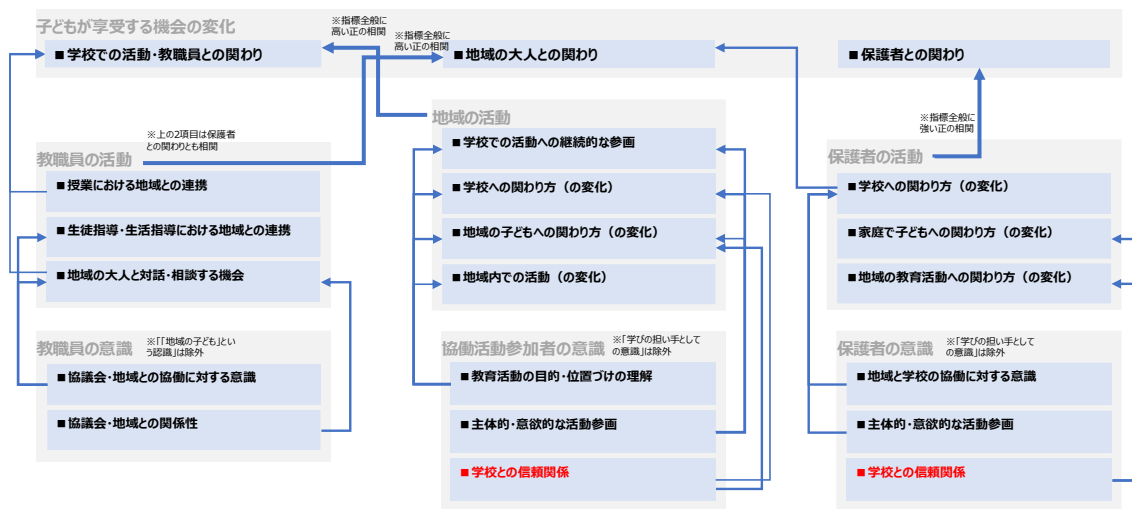 子どもが享受する機会の変化
※指標全般に
高い正の相関
※指標全般に
高い正の相関
■学校での活動・教職員との関わり
■地域の大人との関わり
■保護者との関わり
※上の2項目は保護者
との関わりとも相関
教職員の活動
■授業における地域との連携
■生徒指導・生活指導における地域との連携
■地域の大人と対話・相談する機会
地域の活動
■学校での活動への継続的な参画
■学校への関わり方（の変化）
■地域の子どもへの関わり方（の変化）
■地域内での活動（の変化）
※指標全般に
強い正の相関
保護者の活動
■学校への関わり方（の変化）
■家庭で子どもへの関わり方（の変化）
■地域の教育活動への関わり方（の変化）
教職員の意識
※「「地域の子ども」とい
う認識」は除外
■協議会・地域との協働に対する意識
■協議会・地域との関係性
協働活動参加者の意識
※「学びの担い手として
の意識」は除外
■教育活動の目的・位置づけの理解
■主体的・意欲的な活動参画
■学校との信頼関係
保護者の意識
※「学びの担い手として
の意識」は除外
■地域と学校の協働に対する意識
■主体的・意欲的な活動参画
■学校との信頼関係